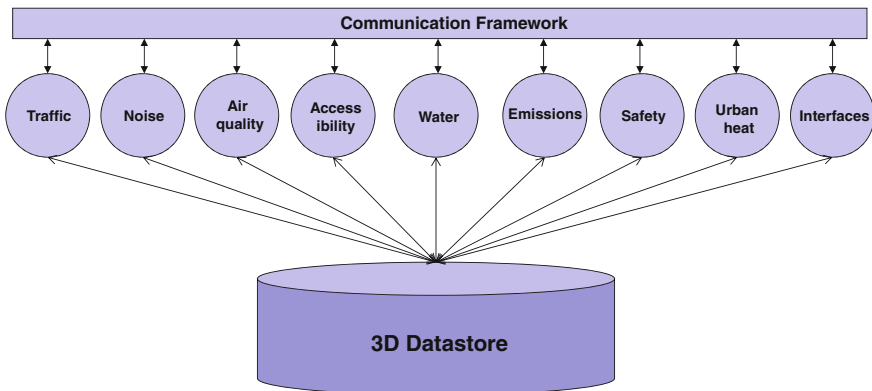 Communication Framework
Traffic
Noise
Air
quality
Access
ibility
Water
Emissions
Safety
Urban
heat
Interfaces
3D Datastore